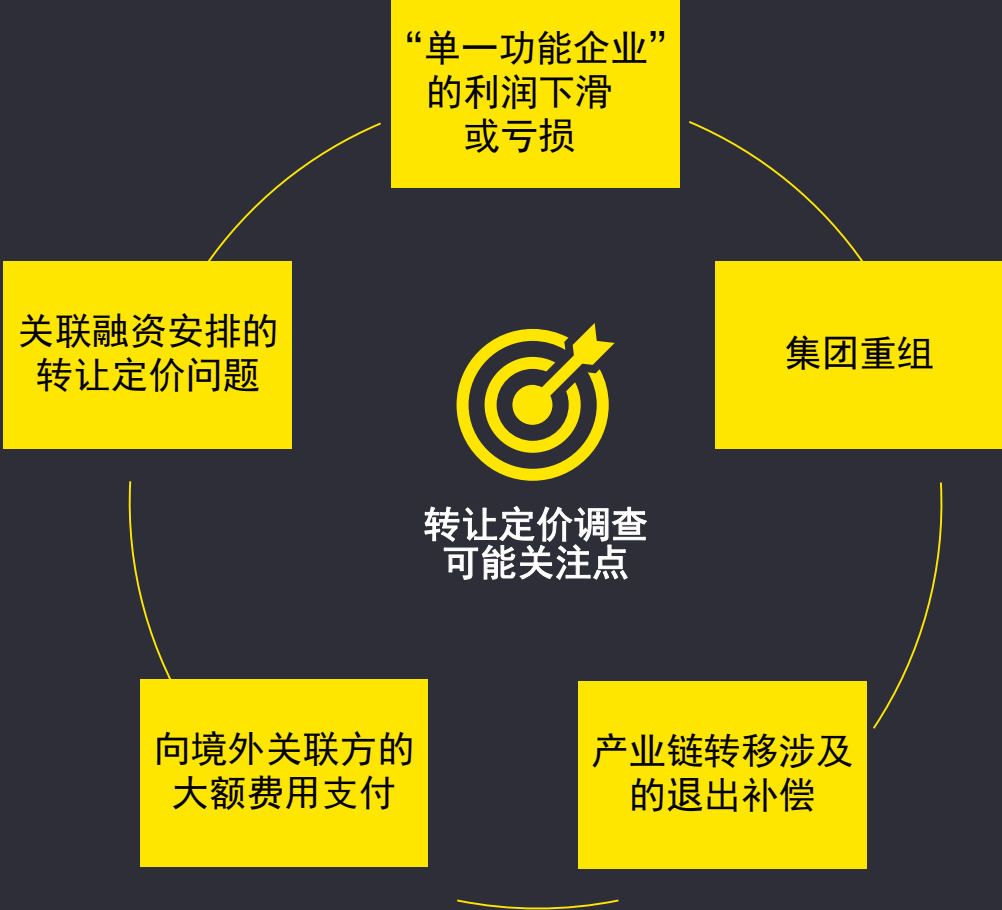 “单一功能企业”
的利润下滑
或亏损
关联融资安排的
转让定价问题
集团重组
转让定价调查
可能关注点
向境外关联方的
大额费用支付
产业链转移涉及
的退出补偿